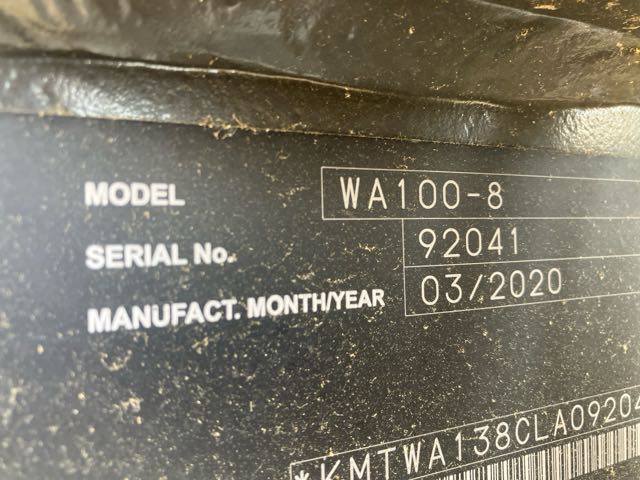 MODEL WA100-8
SERIAL No. 92041
MANUFACT. MONTH/YEAR 03/2020
*KMTWA138CLA09204